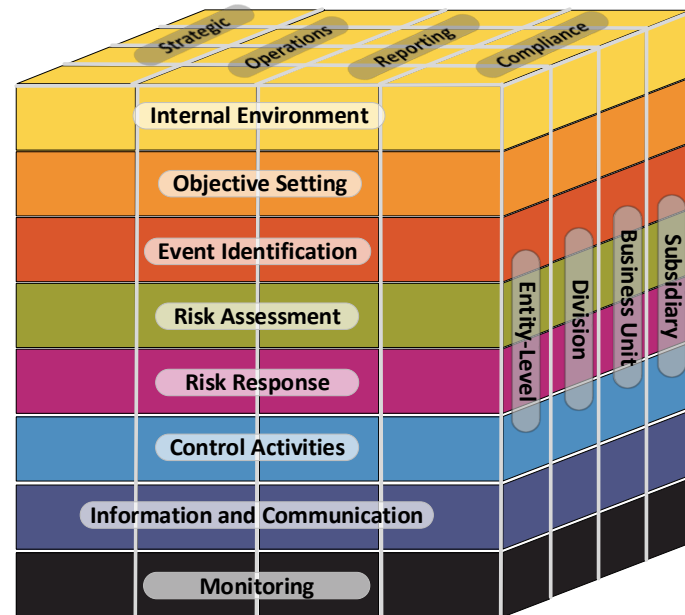 Strategic
Operations
Reporting
Compliance
Internal Environment
Objective Setting
Event Identification
Risk Assessment
Risk Response
Control Activities
Information and Communication
Monitoring
Entity-Level
Division
Business Unit
Subsidiary